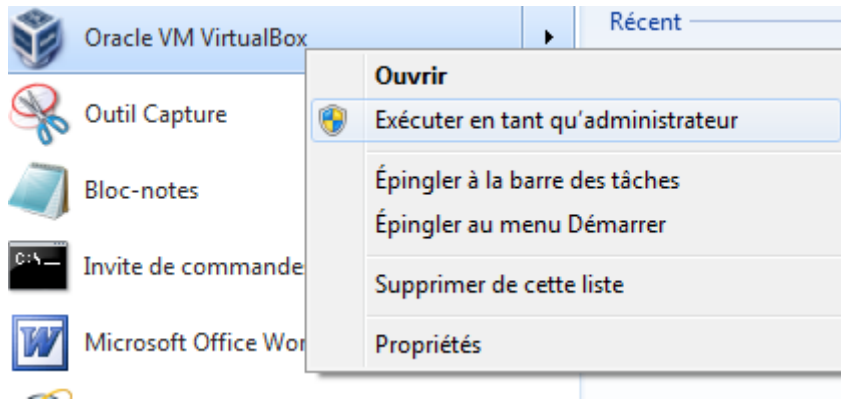 Oracle VM VirtualBox
Récent
Ouvrir
Outil Capture
Exécuter en tant qu'administrateur
Bloc-notes
Épingler à la barre des tâches
Épingler au menu Démarrer
C:\
Invite de commande
Supprimer de cette liste
Microsoft Office Wor
Propriétés